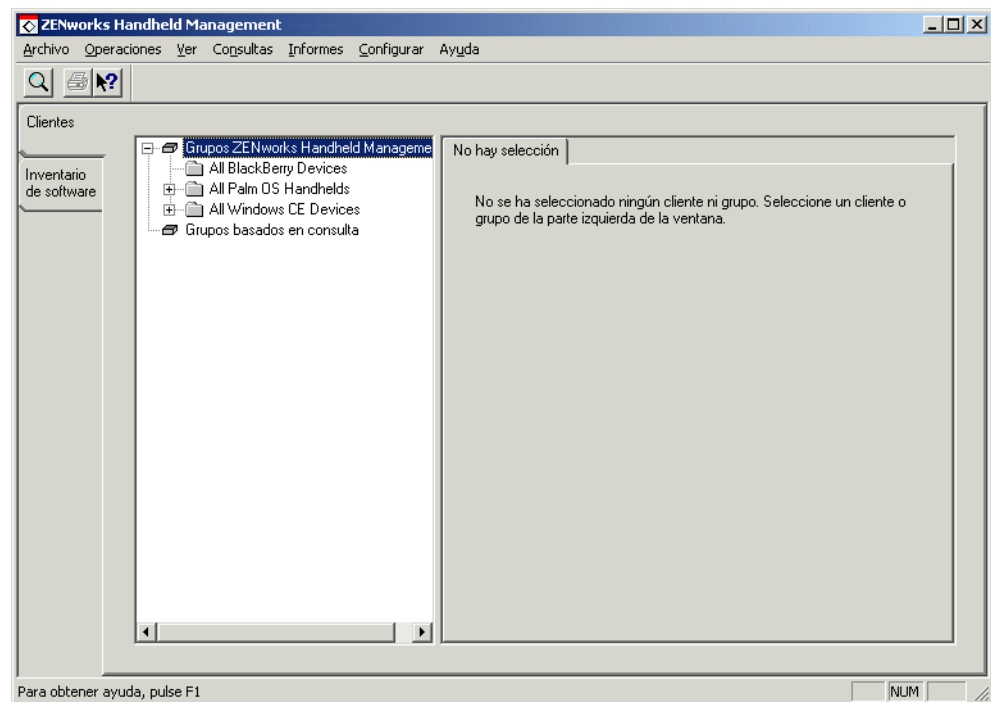 ZENworks Handheld Management
Archivo Operaciones Ver Consultas Informes Configurar Ayuda
Clientes
Inventario
de software
Grupos ZENworks Handheld Manageme
All BlackBerry Devices
All Palm OS Handhelds
All Windows CE Devices
Grupos basados en consulta
No hay selección
No se ha seleccionado ningún cliente ni grupo. Seleccione un cliente o
grupo de la parte izquierda de la ventana.
Para obtener ayuda, pulse F1
NUM